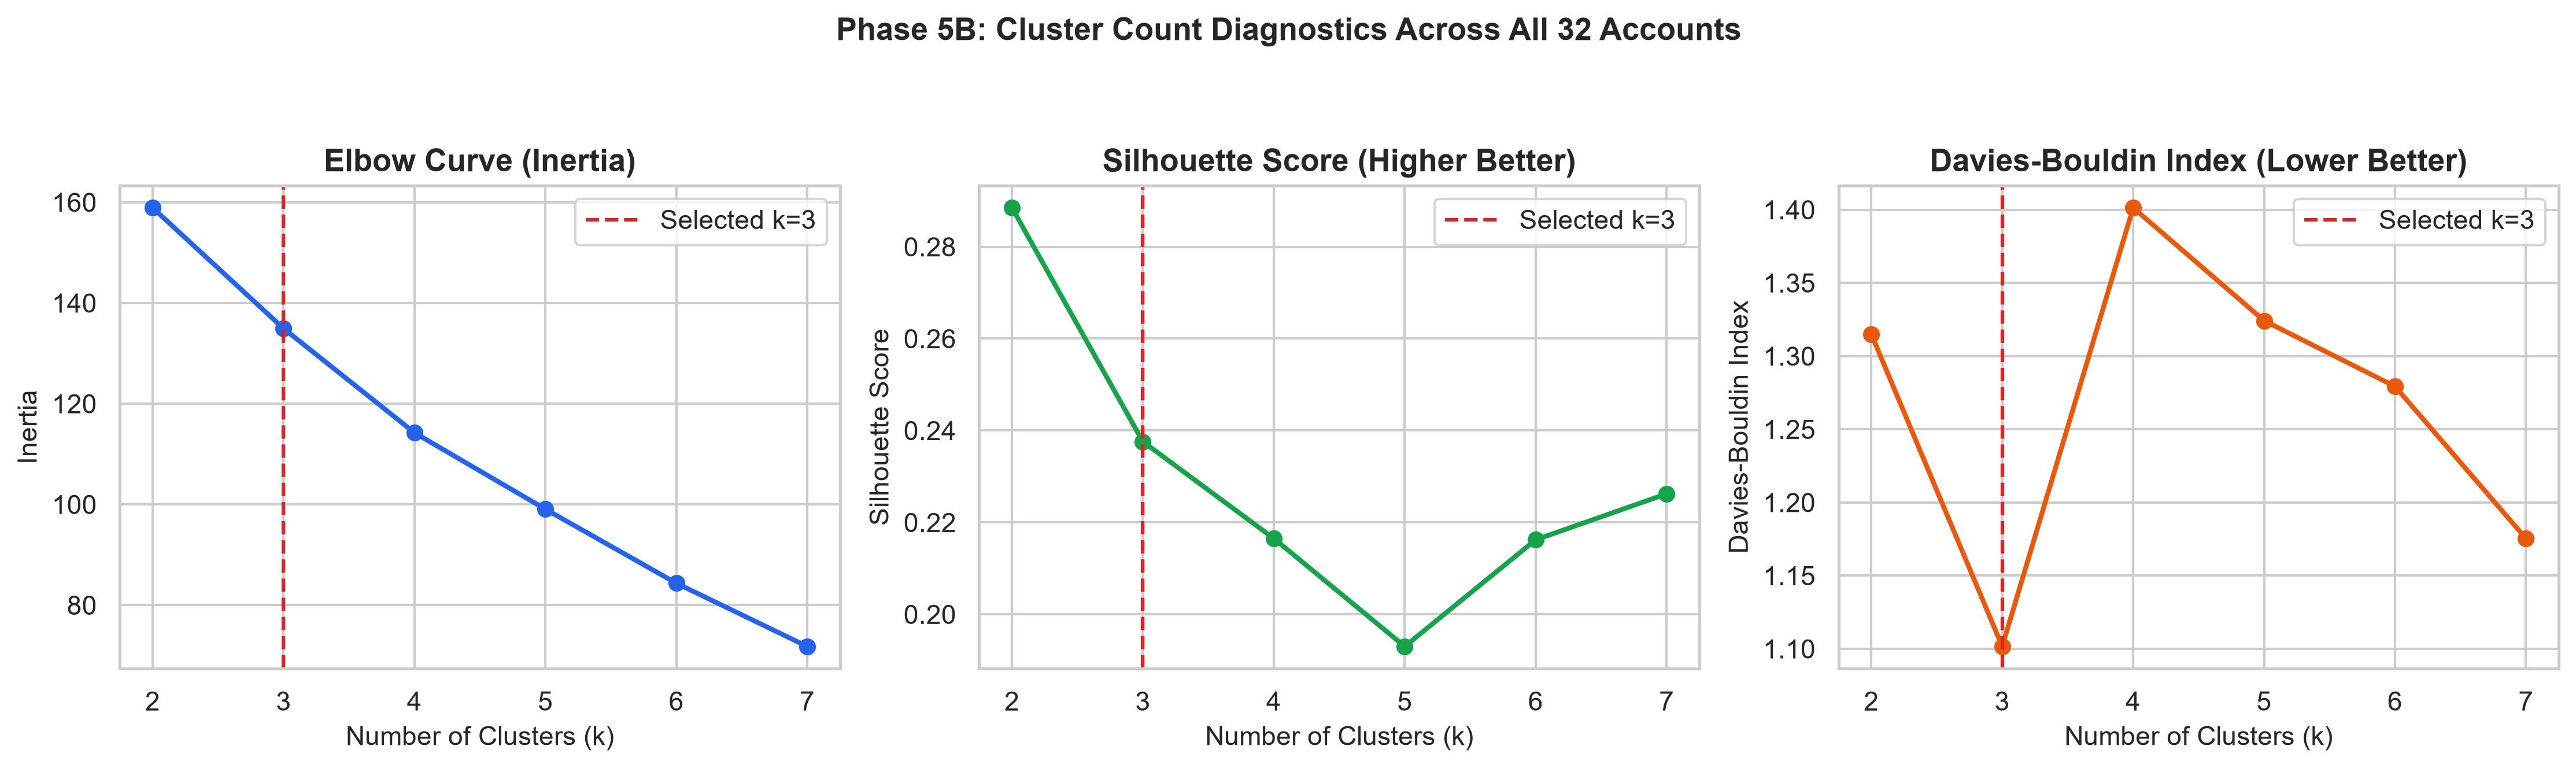 Phase 5B: Cluster Count Diagnostics Across All 32 Accounts
Elbow Curve (Inertia)
Selected k=3
Inertia
160
140
120
100
80
2 3 4 5 6 7
Number of Clusters (k)
Silhouette Score (Higher Better)
Selected k=3
Silhouette Score
0.28
0.26
0.24
0.22
0.20
2 3 4 5 6 7
Number of Clusters (k)
Davies-Bouldin Index (Lower Better)
Selected k=3
Davies-Bouldin Index
1.40
1.35
1.30
1.25
1.20
1.15
1.10
2 3 4 5 6 7
Number of Clusters (k)